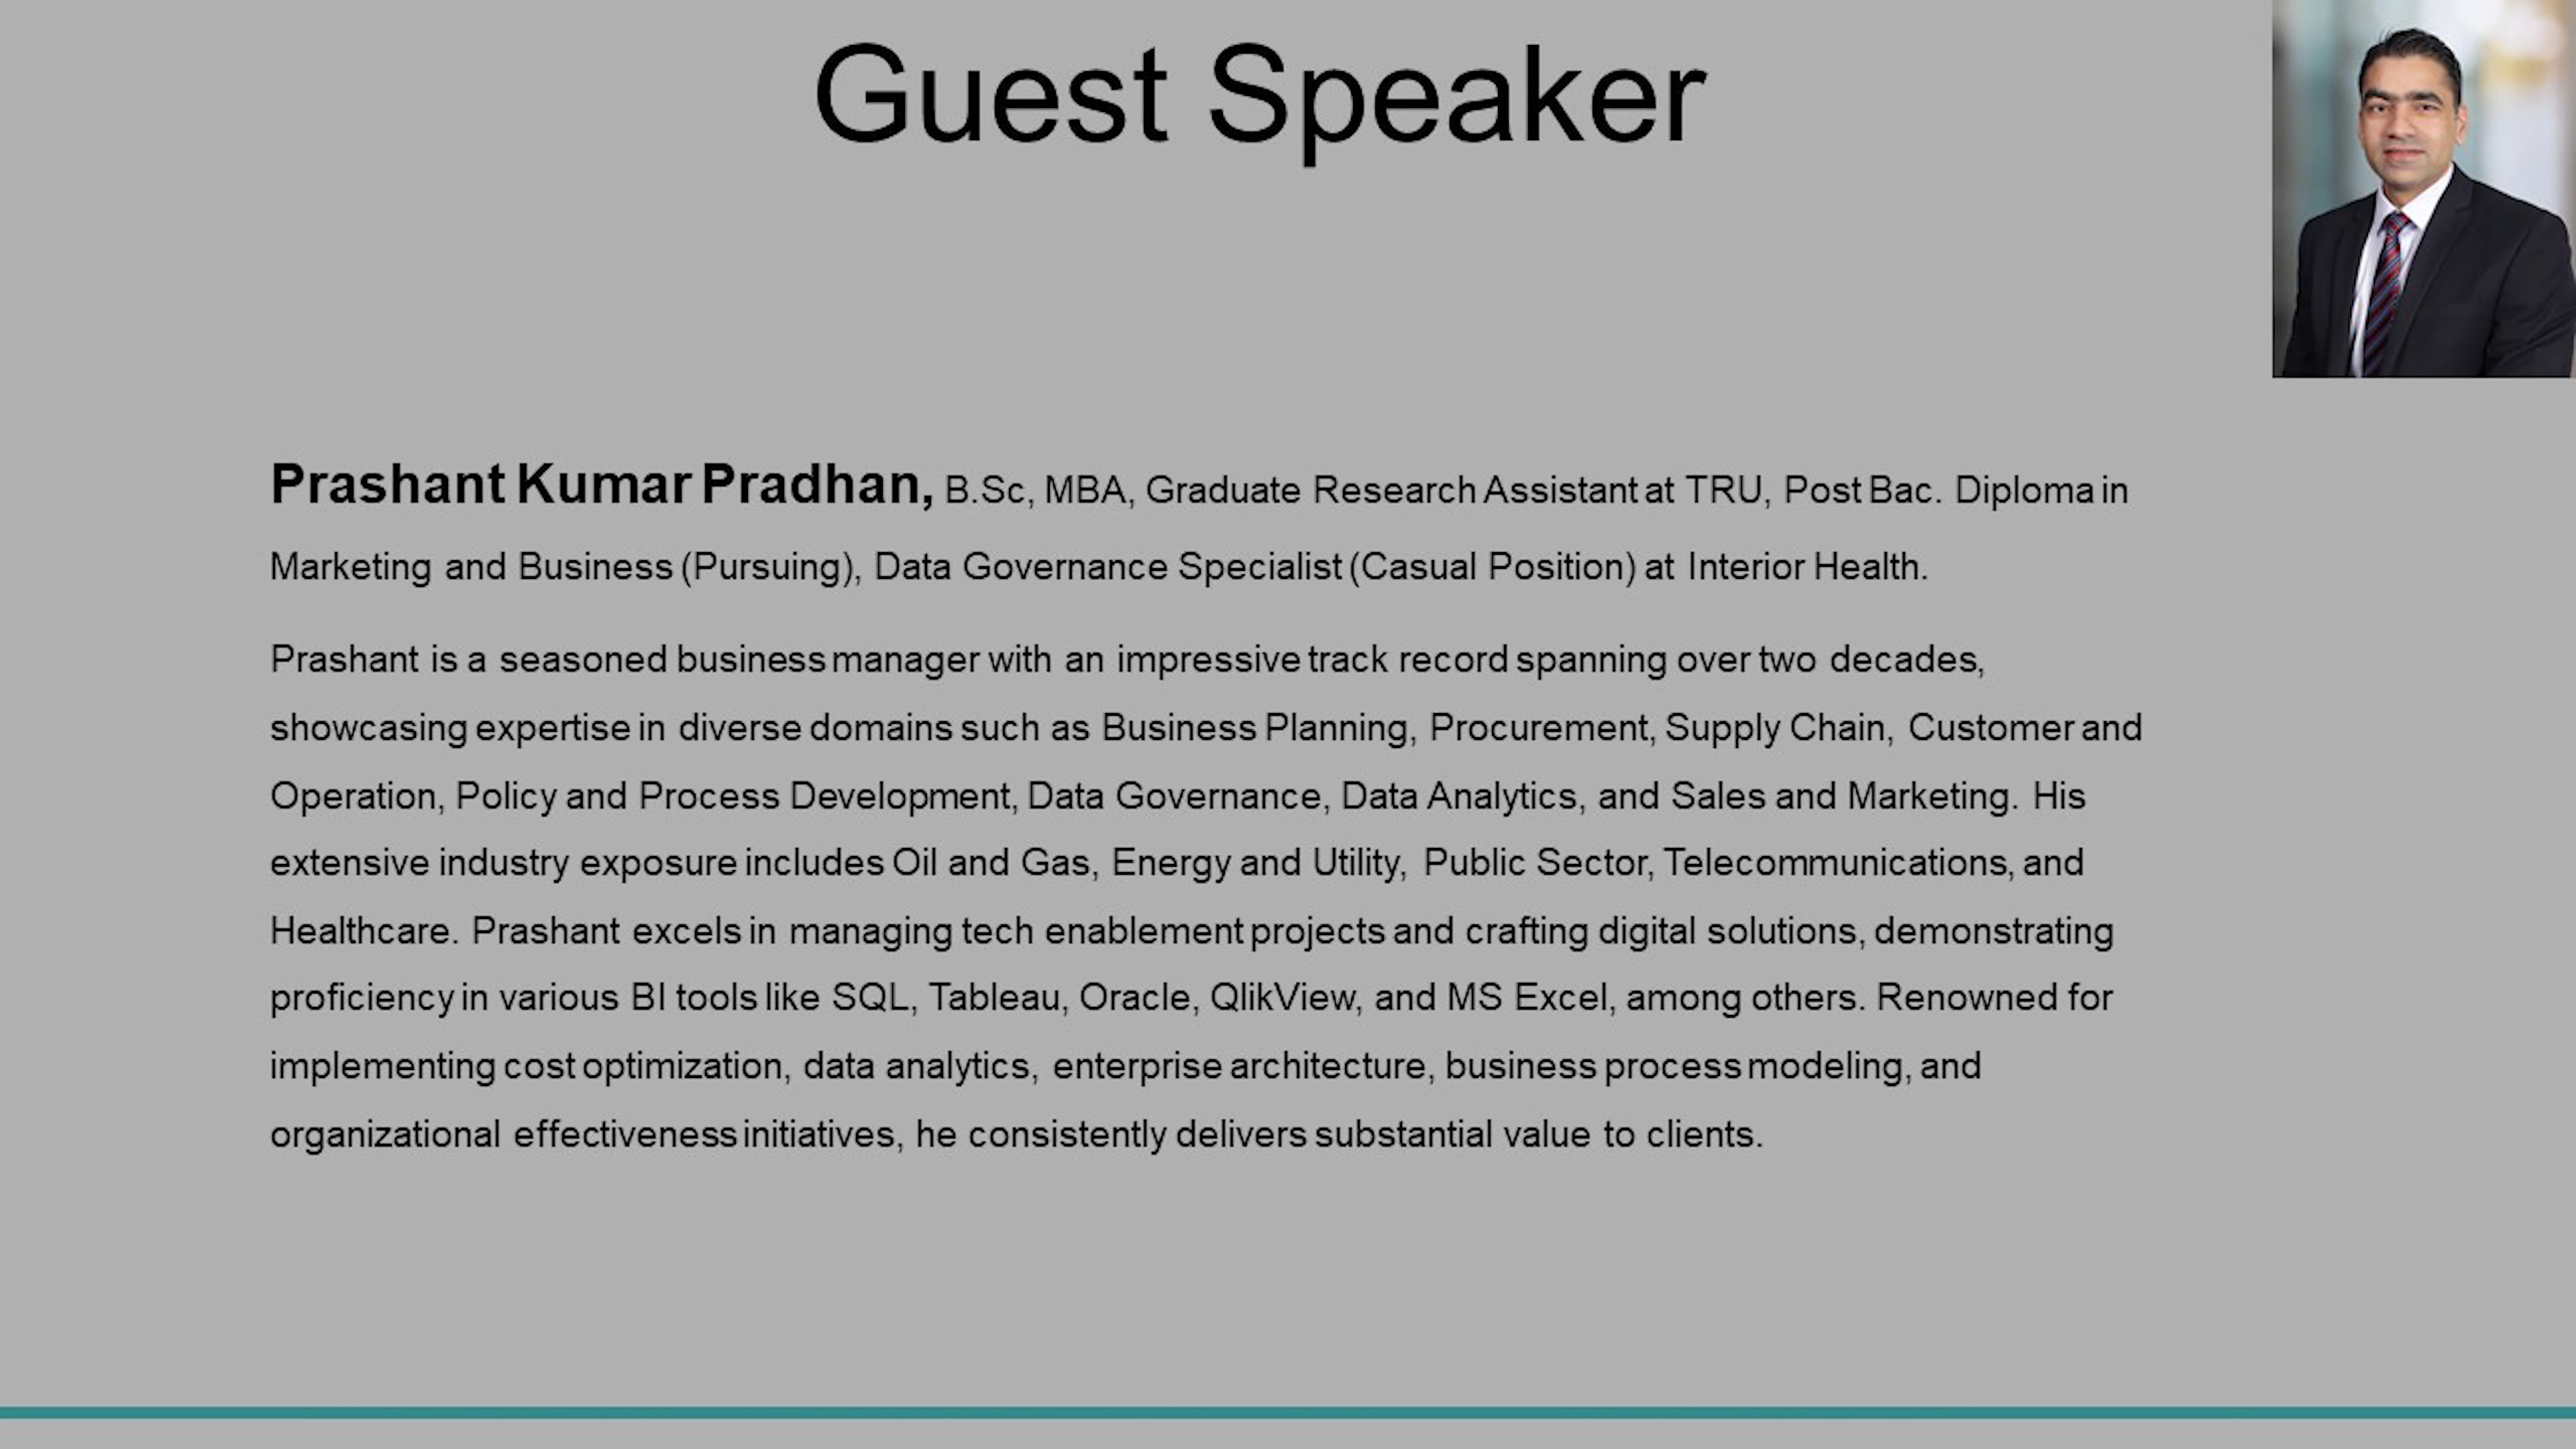 Guest Speaker
Prashant Kumar Pradhan, B.Sc, MBA, Graduate Research Assistant at TRU, Post Bac. Diploma in
Marketing and Business (Pursuing), Data Governance Specialist (Casual Position) at Interior Health.
Prashant is a seasoned business manager with an impressive track record spanning over two decades,
showcasing expertise in diverse domains such as Business Planning, Procurement, Supply Chain, Customer and
Operation, Policy and Process Development, Data Governance, Data Analytics, and Sales and Marketing. His
extensive industry exposure includes Oil and Gas, Energy and Utility, Public Sector, Telecommunications, and
Healthcare. Prashant excels in managing tech enablement projects and crafting digital solutions, demonstrating
proficiency in various BI tools like SQL, Tableau, Oracle, QlikView, and MS Excel, among others. Renowned for
implementing cost optimization, data analytics, enterprise architecture, business process modeling, and
organizational effectiveness initiatives, he consistently delivers substantial value to clients.